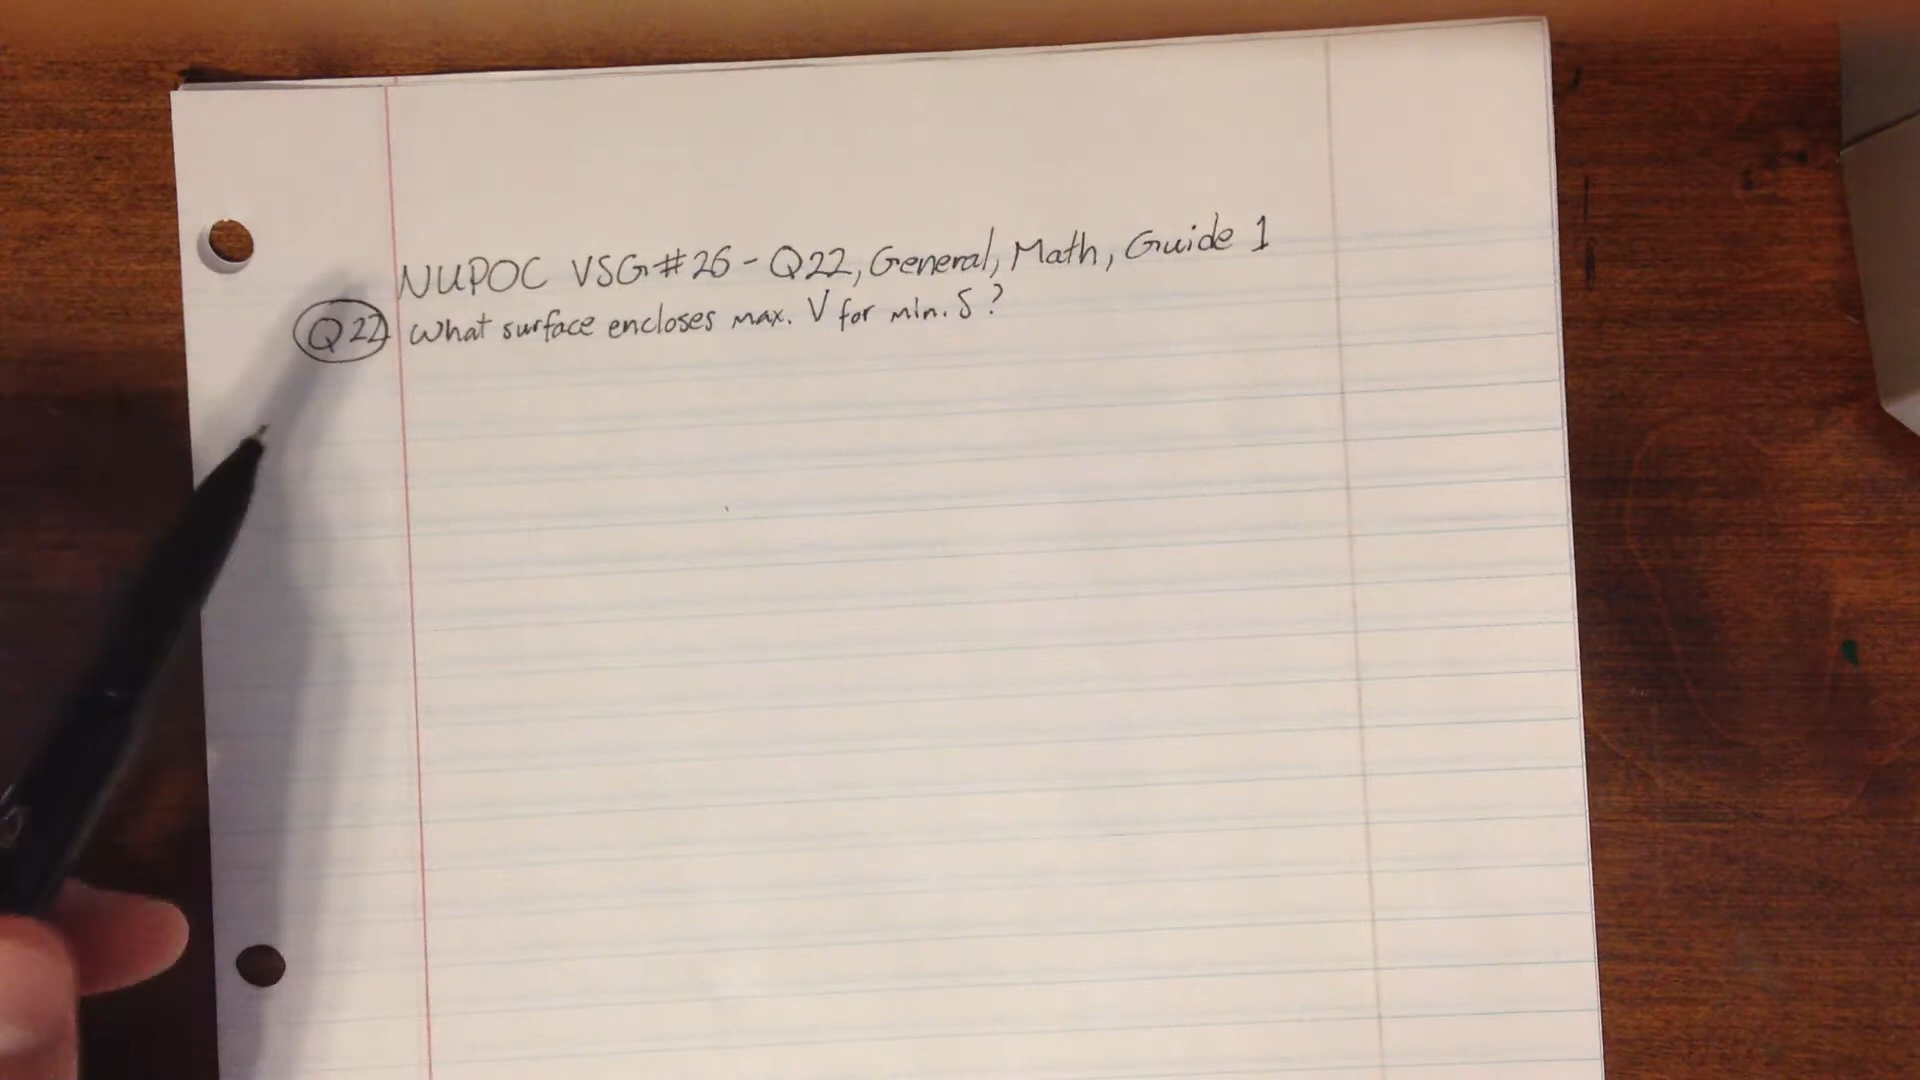 NUPOC VSG#26 - Q22, General, Math, Guide 1
Q22 What surface encloses max. V for min. S?